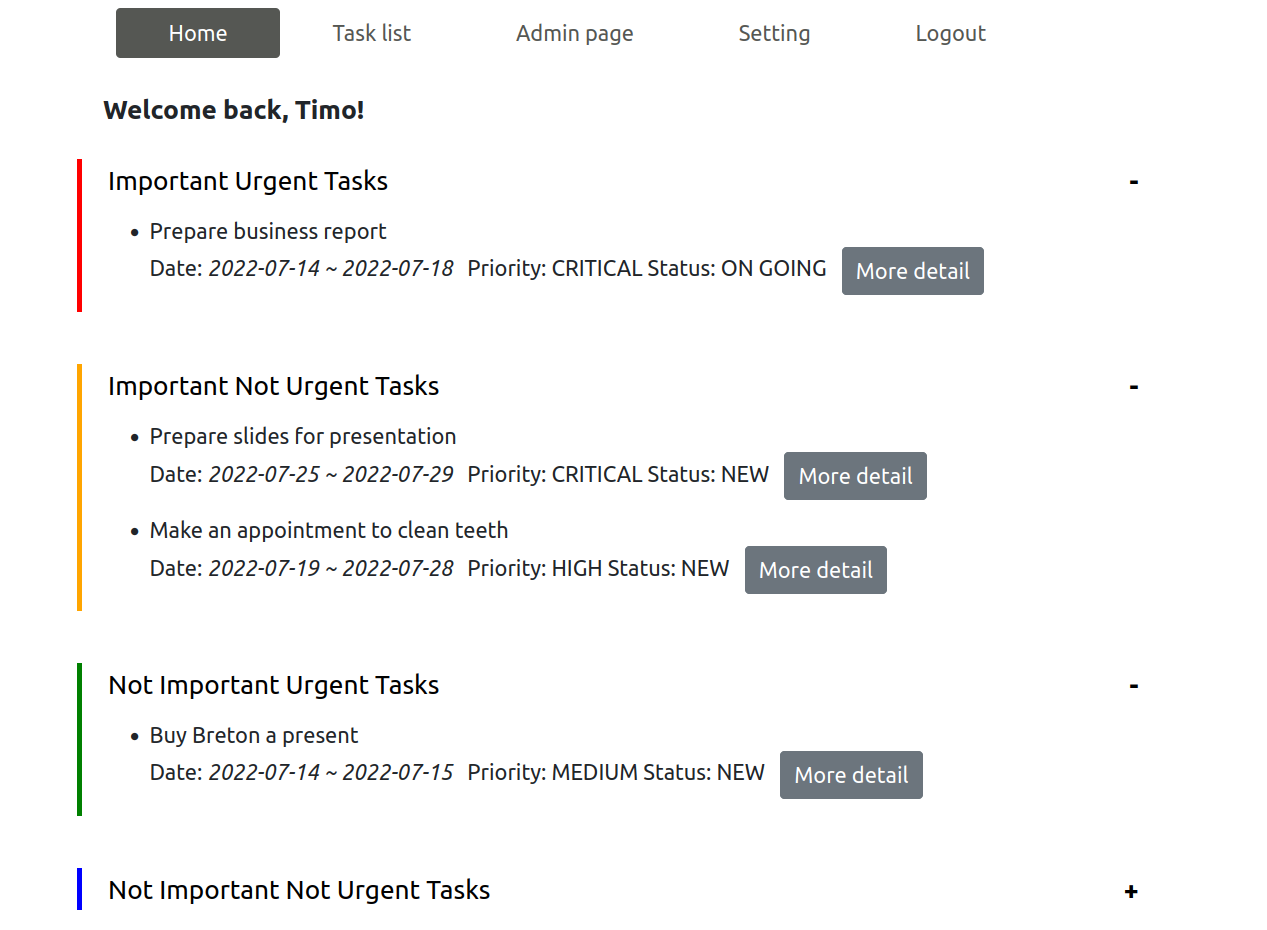 Home Task list Admin page Setting Logout
Welcome back, Timo!
Important Urgent Tasks -
• Prepare business report
Date: 2022-07-14 ~ 2022-07-18 Priority: CRITICAL Status: ON GOING More detail
Important Not Urgent Tasks -
• Prepare slides for presentation
Date: 2022-07-25 ~ 2022-07-29 Priority: CRITICAL Status: NEW More detail
• Make an appointment to clean teeth
Date: 2022-07-19 ~ 2022-07-28 Priority: HIGH Status: NEW More detail
Not Important Urgent Tasks -
• Buy Breton a present
Date: 2022-07-14 ~ 2022-07-15 Priority: MEDIUM Status: NEW More detail
Not Important Not Urgent Tasks +